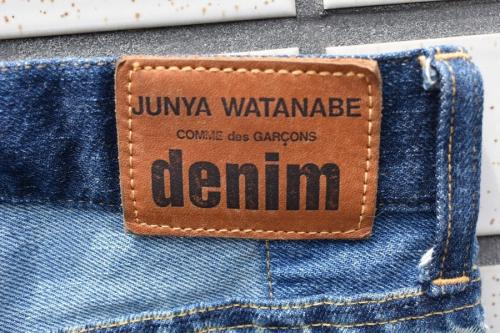 JUNYA WATANABE
COMME des GARÇONS
denim